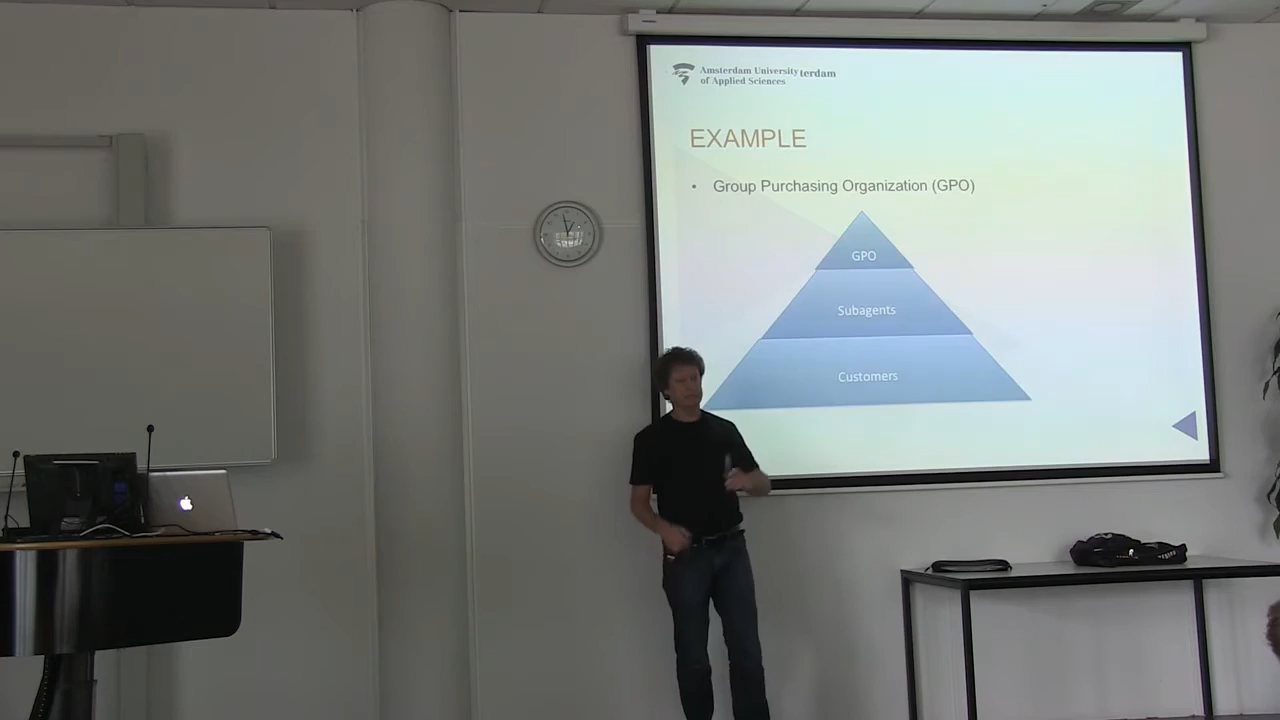 Amsterdam University terdam
of Applied Sciences
EXAMPLE
• Group Purchasing Organization (GPO)
GPO
Subagents
Customers